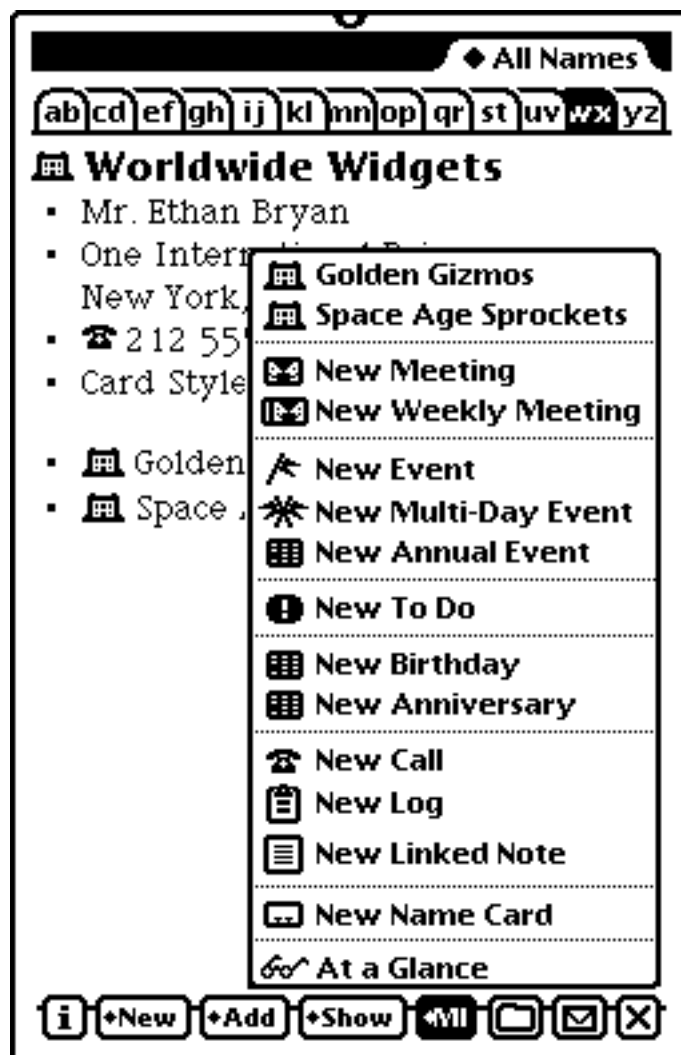 All Names
ab cd ef gh ij kl mn op qr st uv wx yz
Worldwide Widgets
Mr. Ethan Bryan
One
New York,
212
Card Style
Golden
Space
Golden Gizmos
Space Age Sprockets
New Meeting
New Weekly Meeting
New Event
New Multi-Day Event
New Annual Event
New To Do
New Birthday
New Anniversary
New Call
New Log
New Linked Note
New Name Card
At a Glance
i New Add Show MI